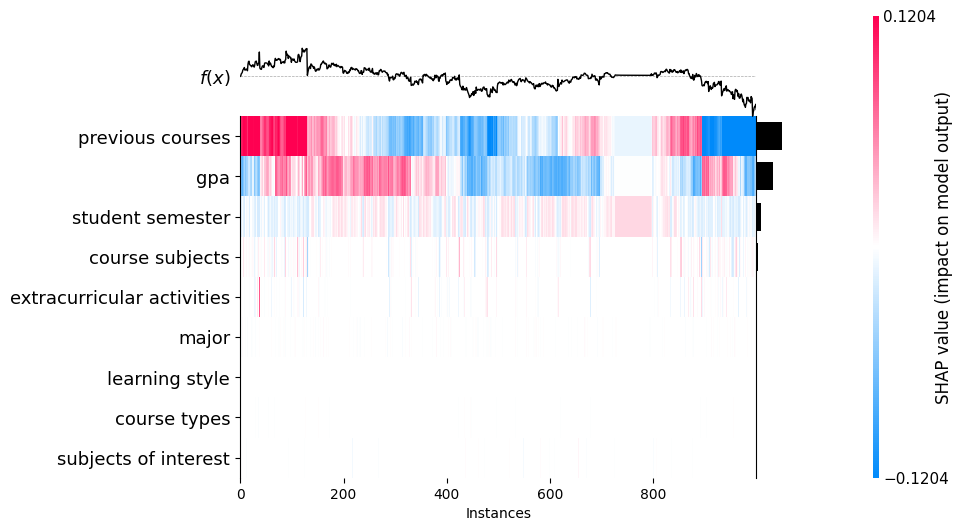 0.1204
f(x)
previous courses
gpa
student semester
course subjects
extracurricular activities
major
learning style
course types
subjects of interest
0 200 400 600 800
Instances
SHAP value (impact on model output)
−0.1204